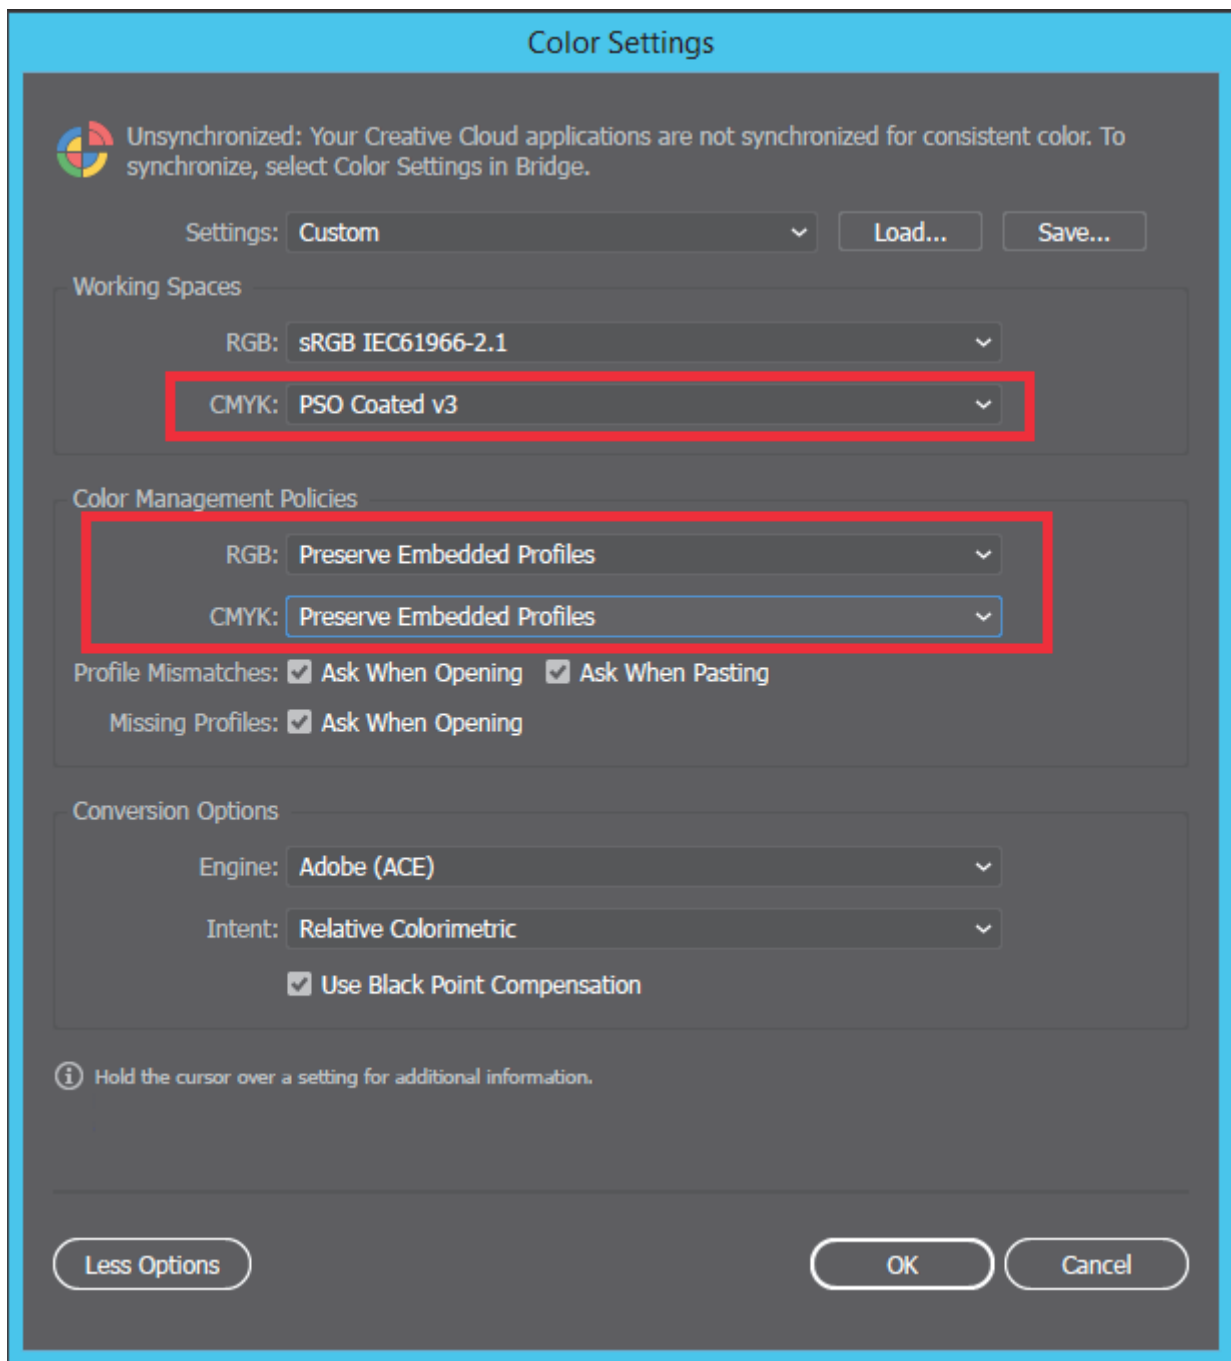 Color Settings
Unsynchronized: Your Creative Cloud applications are not synchronized for consistent color. To
synchronize, select Color Settings in Bridge.
Settings: Custom Load... Save...
Working Spaces
RGB: sRGB IEC61966-2.1
CMYK: PSO Coated v3
Color Management Policies
RGB: Preserve Embedded Profiles
CMYK: Preserve Embedded Profiles
Profile Mismatches: Ask When Opening Ask When Pasting
Missing Profiles: Ask When Opening
Conversion Options
Engine: Adobe (ACE)
Intent: Relative Colorimetric
Use Black Point Compensation
Hold the cursor over a setting for additional information.
Less Options OK Cancel